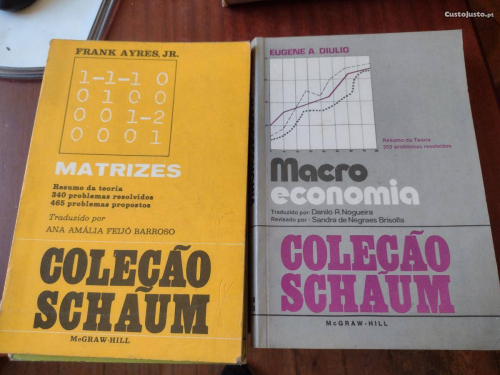 FRANK AYRES, JR.
1-1-1 0
0 1 0 0
0 0 1-2
0 0 0 1
MATRIZES
Resumo da teoria
340 problemas resolvidos
465 problemas propostos
Traduzido por
ANA AMÁLIA FEIJÓ BARROSO
COLEÇÃO
SCHAUM
McGRAW-HILL
EUGENE A. DIULIO
Resumo da Teoria
352 problemas resolvidos
Macro
economia
Traduzido por: Danilo R. Nogueira
Revisado por: Sandra de Negraes Brisolla
COLEÇÃO
SCHAUM
McGRAW-HILL
CustoJusto.pt